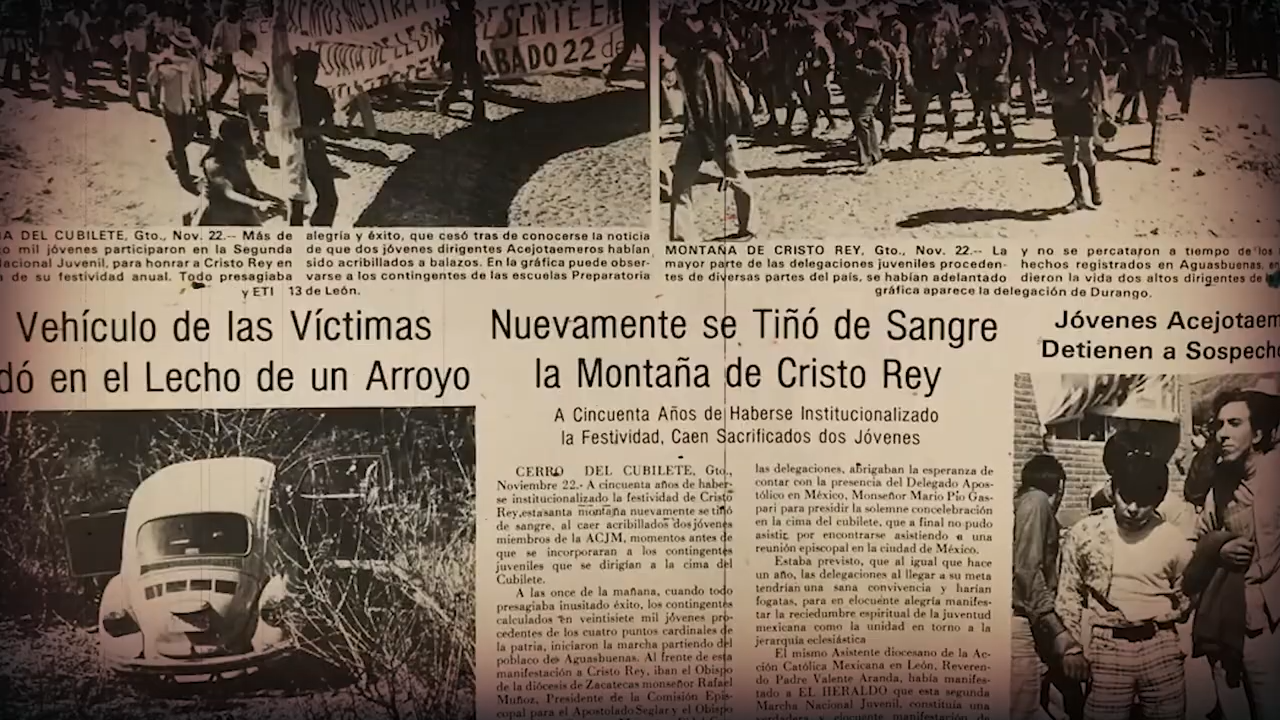 REMOS NUESTRA
PRESENTE EN
DE LEON
SABADO 22 de
A DEL CUBILETE, Gto., Nov. 22.-- Más de
o mil jóvenes participaron en la Segunda
acional Juvenil, para honrar a Cristo Rey en
a de su festividad anual. Todo presagiaba
alegría y éxito, que cesó tras de conocerse la noticia
de que dos jóvenes dirigentes Acejotaemeros habían
sido acribillados a balazos. En la gráfica puede obser-
varse a los contingentes de las escuelas Preparatoria
y ETI 13 de León.
MONTAÑA DE CRISTO REY, Gto., Nov. 22.-- La
mayor parte de las delegaciones juveniles proceden-
tes de diversas partes del país, se habían adelantado
y no se percataron a tiempo de los
hechos registrados en Aguasbuenas, en
dieron la vida dos altos dirigentes de
gráfica aparece la delegación de Durango.
Vehículo de las Víctimas
dó en el Lecho de un Arroyo
Nuevamente se Tiñó de Sangre
la Montaña de Cristo Rey
A Cincuenta Años de Haberse Institucionalizado
la Festividad, Caen Sacrificados dos Jóvenes
CERRO DEL CUBILETE, Gto.,
Noviembre 22.- A cincuenta años de haber-
se institucionalizado la festividad de Cristo
Rey, esta santa montaña nuevamente se tiñó
de sangre, al caer acribillados dos jóvenes
miembros de la ACJM, momentos antes de
que se incorporaran a los contingentes
juveniles que se dirigían a la cima del
Cubilete.
A las once de la mañana, cuando todo
presagiaba inusitado éxito, los contingentes
calculados en veintisiete mil jóvenes pro-
cedentes de los cuatro puntos cardinales de
la patria, iniciaron la marcha partiendo del
poblaco de Aguasbuenas. Al frente de esta
manifestación a Cristo Rey, iban el Obispo
de la diócesis de Zacatecas monseñor Rafael
Muñoz, Presidente de la Comisión Epis-
copal para el Apostolado Seglar y el Obispo
las delegaciones, abrigaban la esperanza de
contar con la presencia del Delegado Apos-
tólico en México, Monseñor Mario Pío Gas-
pari para presidir la solemne concelebración
en la cima del cubilete, que a final no pudo
asistir por encontrarse asistiendo a una
reunión episcopal en la ciudad de México.
Estaba previsto, que al igual que hace
un año, las delegaciones al llegar a su meta
tendrían una sana convivencia y harían
fogatas, para en elocuente alegría manifes-
tar la reciedumbre espiritual de la juventud
mexicana como la unidad en torno a la
jerarquía eclesiástica
El mismo Asistente diocesano de la Ac-
ción Católica Mexicana en León, Reveren-
do Padre Valente Aranda, había manifes-
tado a EL HERALDO que esta segunda
Marcha Nacional Juvenil, constituía una
verdadera y elocuente manifestación de
Jóvenes Acejotaem
Detienen a Sospecho